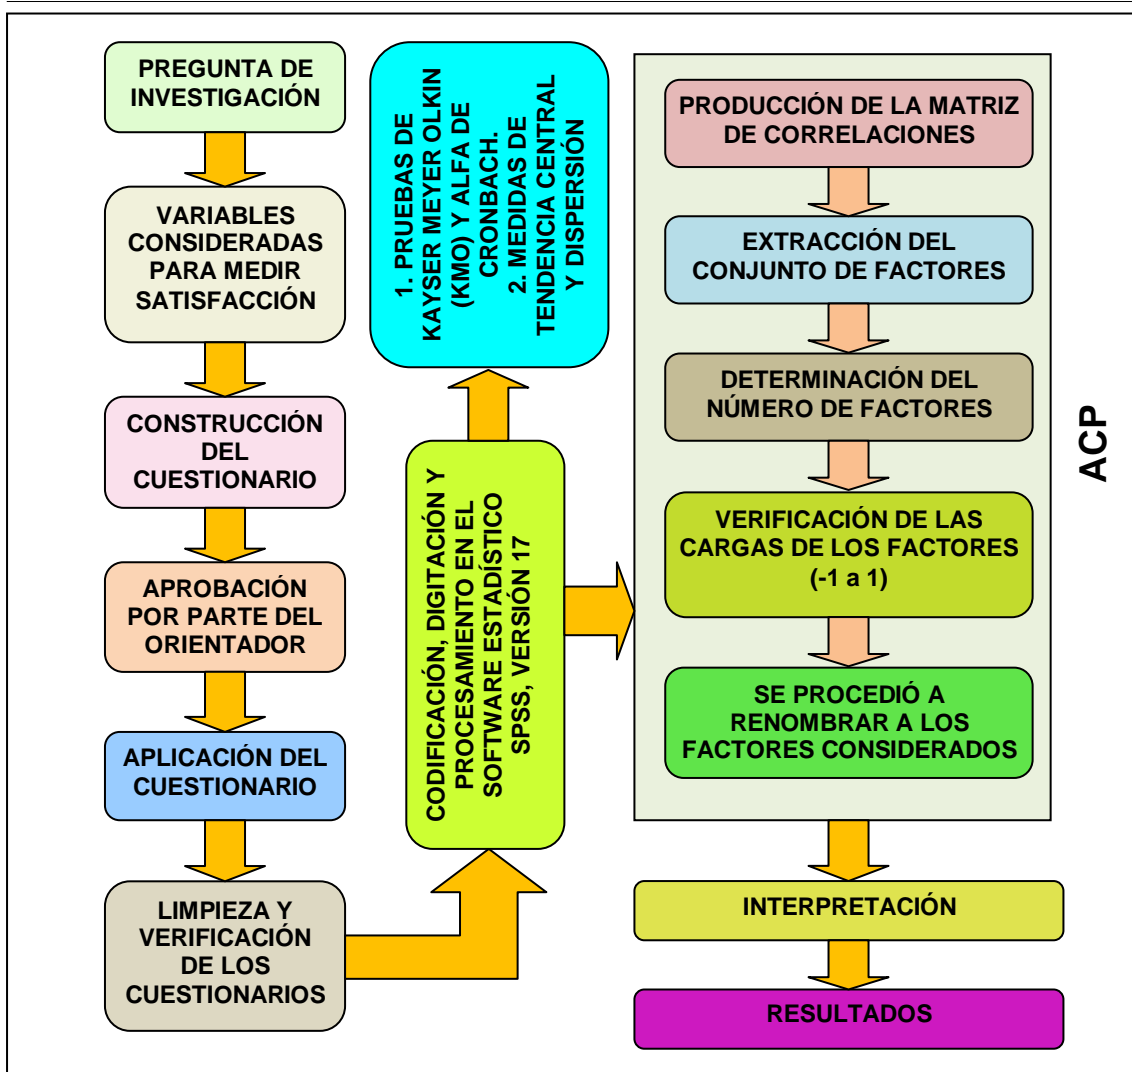 PREGUNTA DE
INVESTIGACIÓN
VARIABLES
CONSIDERADAS
PARA MEDIR
SATISFACCIÓN
CONSTRUCCIÓN
DEL
CUESTIONARIO
APROBACIÓN
POR PARTE DEL
ORIENTADOR
APLICACIÓN DEL
CUESTIONARIO
LIMPIEZA Y
VERIFICACIÓN
DE LOS
CUESTIONARIOS
CODIFICACIÓN, DIGITACIÓN Y
PROCESAMIENTO EN EL
SOFTWARE ESTADÍSTICO
SPSS, VERSIÓN 17
1. PRUEBAS DE
KAYSER MEYER OLKIN
(KMO) Y ALFA DE
CRONBACH.
2. MEDIDAS DE
TENDENCIA CENTRAL
Y DISPERSIÓN
PRODUCCIÓN DE LA MATRIZ
DE CORRELACIONES
EXTRACCIÓN DEL
CONJUNTO DE FACTORES
DETERMINACIÓN DEL
NÚMERO DE FACTORES
VERIFICACIÓN DE LAS
CARGAS DE LOS FACTORES
(-1 a 1)
SE PROCEDIÓ A
RENOMBRAR A LOS
FACTORES CONSIDERADOS
ACP
INTERPRETACIÓN
RESULTADOS